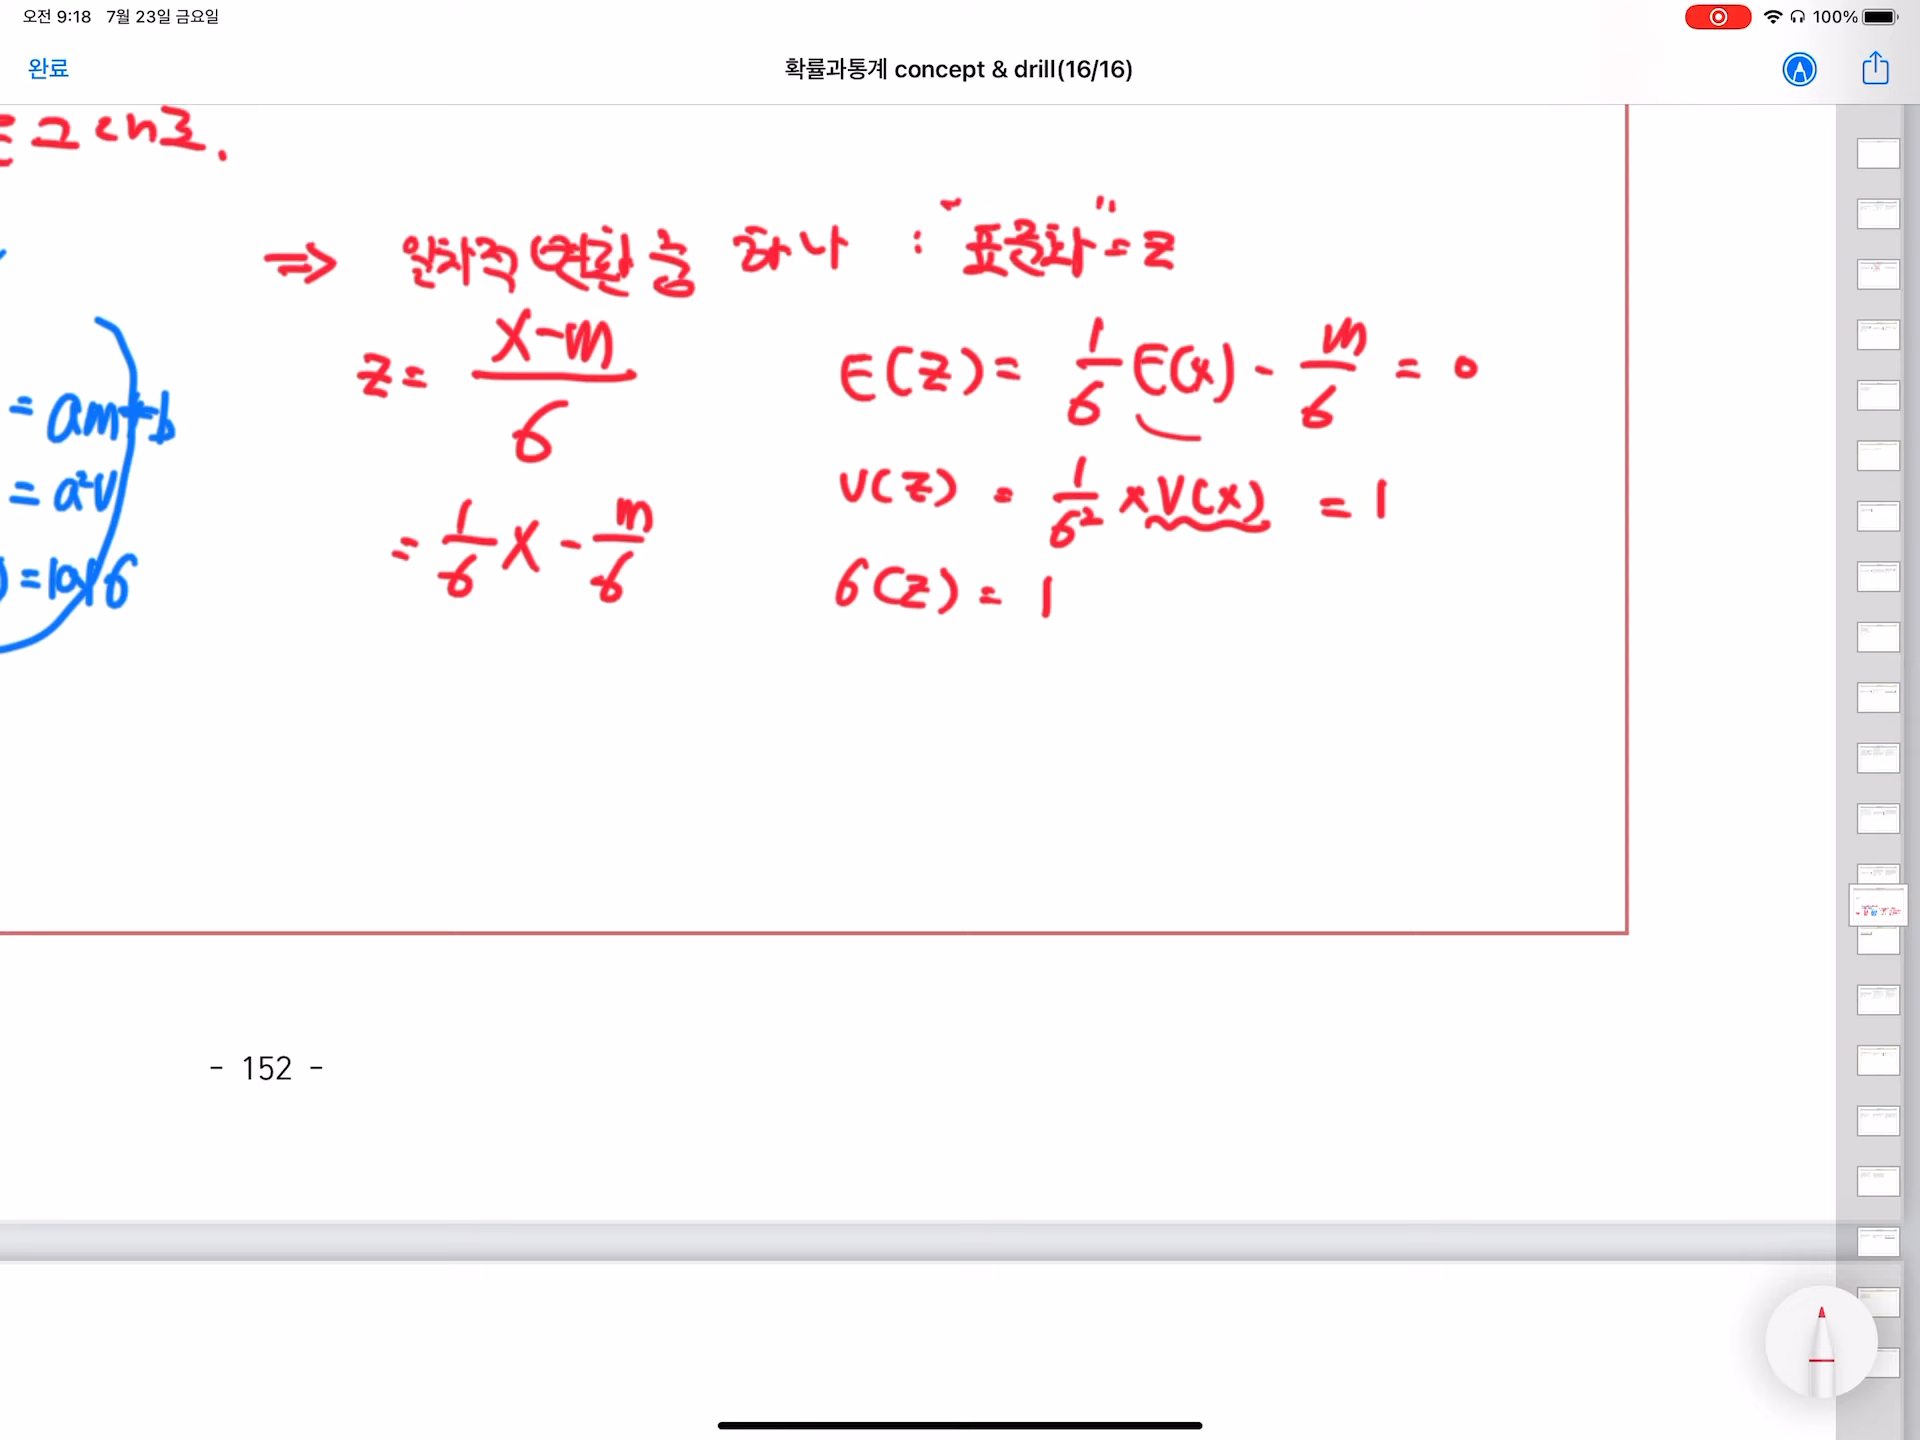 오전 9:18 7월 23일 금요일
100%
완료
확률과통계 concept & drill(16/16)
⇒ 일차적 변환 중 하나 : "표준화" = Z
Z = (X-m)/σ
E(Z) = 1/σ E(X) - m/σ = 0
= am+b
= a²V
V(Z) = 1/σ² × V(X) = 1
= 1/σ X - m/σ
= |a|σ
σ(Z) = 1
- 152 -